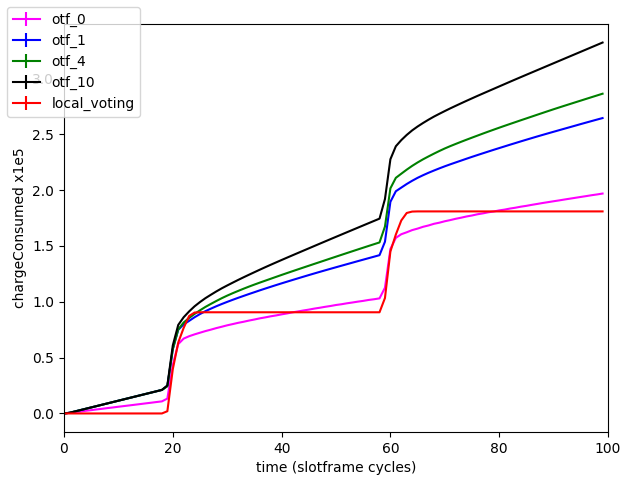 otf_0
otf_1
otf_4
otf_10
local_voting
3.0
2.5
2.0
1.5
1.0
0.5
0.0
chargeConsumed x1e5
0 20 40 60 80 100
time (slotframe cycles)